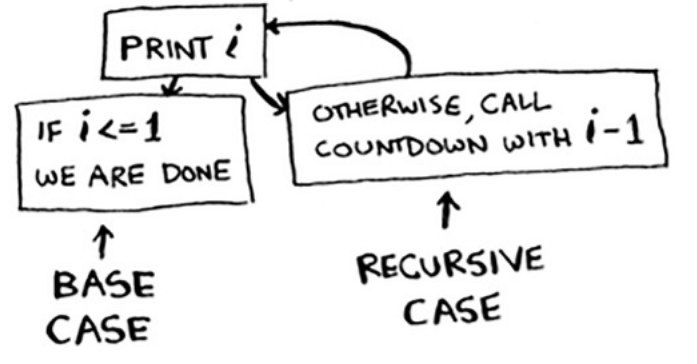 PRINT i
IF i<=1
WE ARE DONE
OTHERWISE, CALL
COUNTDOWN WITH i-1
BASE
CASE
RECURSIVE
CASE